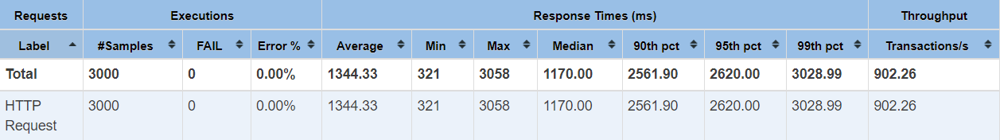 Requests Executions Response Times (ms) Throughput
Label #Samples FAIL Error % Average Min Max Median 90th pct 95th pct 99th pct Transactions/s
Total 3000 0 0.00% 1344.33 321 3058 1170.00 2561.90 2620.00 3028.99 902.26
HTTP 3000 0 0.00% 1344.33 321 3058 1170.00 2561.90 2620.00 3028.99 902.26
Request